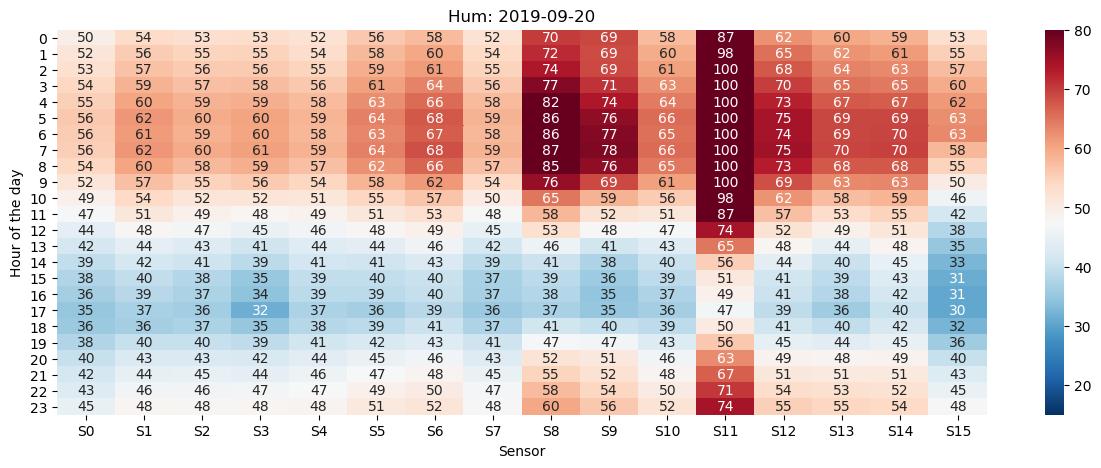 Hum: 2019-09-20
0 50 54 53 53 52 56 58 52 70 69 58 87 62 60 59 53
1 52 56 55 55 54 58 60 54 72 69 60 98 65 62 61 55
2 53 57 56 56 55 59 61 55 74 69 61 100 68 64 63 57
3 54 59 57 58 56 61 64 56 77 71 63 100 70 65 65 60
4 55 60 59 59 58 63 66 58 82 74 64 100 73 67 67 62
5 56 62 60 60 59 64 68 59 86 76 66 100 75 69 69 63
6 56 61 59 60 58 63 67 58 86 77 65 100 74 69 70 63
7 56 62 60 61 59 64 68 59 87 78 66 100 75 70 70 58
8 54 60 58 59 57 62 66 57 85 76 65 100 73 68 68 55
9 52 57 55 56 54 58 62 54 76 69 61 100 69 63 63 50
10 49 54 52 52 51 55 57 50 65 59 56 98 62 58 59 46
11 47 51 49 48 49 51 53 48 58 52 51 87 57 53 55 42
12 44 48 47 45 46 48 49 45 53 48 47 74 52 49 51 38
13 42 44 43 41 44 44 46 42 46 41 43 65 48 44 48 35
14 39 42 41 39 41 41 43 39 41 38 40 56 44 40 45 33
15 38 40 38 35 39 40 40 37 39 36 39 51 41 39 43 31
16 36 39 37 34 39 39 40 37 38 35 37 49 41 38 42 31
17 35 37 36 32 37 36 39 36 37 35 36 47 39 36 40 30
18 36 36 37 35 38 39 41 37 41 40 39 50 41 40 42 32
19 38 40 40 39 41 42 43 41 47 47 43 56 45 44 45 36
20 40 43 43 42 44 45 46 43 52 51 46 63 49 48 49 40
21 42 44 45 44 46 47 48 45 55 52 48 67 51 51 51 43
22 43 46 46 47 47 49 50 47 58 54 50 71 54 53 52 45
23 45 48 48 48 48 51 52 48 60 56 52 74 55 55 54 48
S0 S1 S2 S3 S4 S5 S6 S7 S8 S9 S10 S11 S12 S13 S14 S15
Sensor
Hour of the day
80
70
60
50
40
30
20